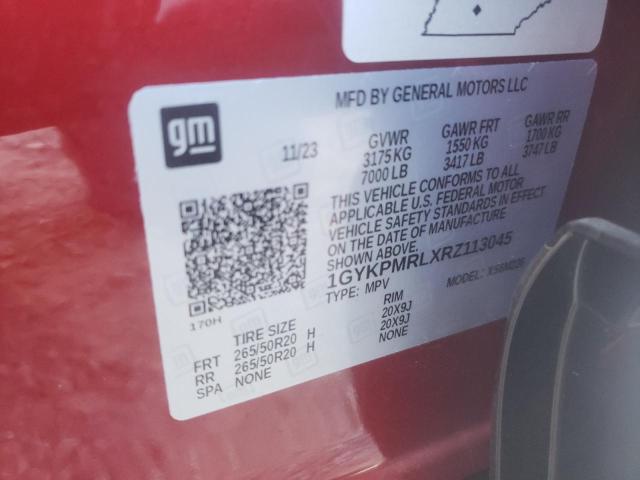 MFD BY GENERAL MOTORS LLC
gm
11/23
GVWR GAWR FRT GAWR RR
3175 KG 1550 KG 1700 KG
7000 LB 3417 LB 3747 LB
THIS VEHICLE CONFORMS TO ALL
APPLICABLE U.S. FEDERAL MOTOR
VEHICLE SAFETY STANDARDS IN EFFECT
ON THE DATE OF MANUFACTURE
SHOWN ABOVE.
1GYKPMRLXRZ113045
TYPE: MPV MODEL:
170H
TIRE SIZE RIM
FRT 265/50R20 H 20X9J
RR 265/50R20 H 20X9J
SPA NONE NONE